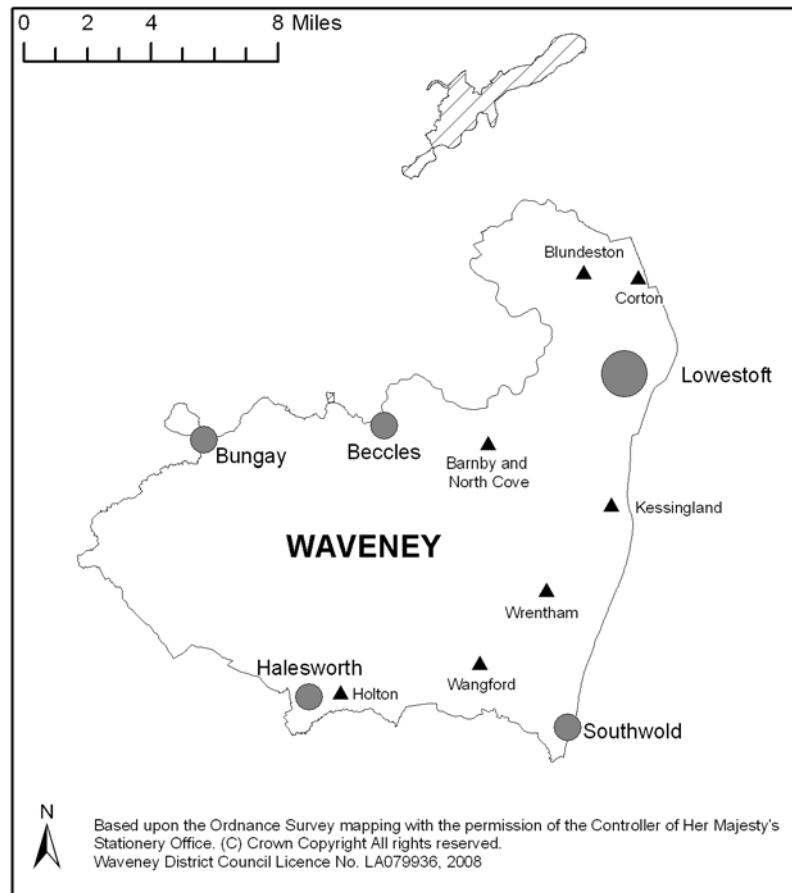 0 2 4 8 Miles
Blundeston
Corton
Lowestoft
Bungay
Beccles
Barnby and
North Cove
Kessingland
WAVENEY
Wrentham
Halesworth
Holton
Wangford
Southwold
N
Based upon the Ordnance Survey mapping with the permission of the Controller of Her Majesty's
Stationery Office. (C) Crown Copyright All rights reserved.
Waveney District Council Licence No. LA079936, 2008